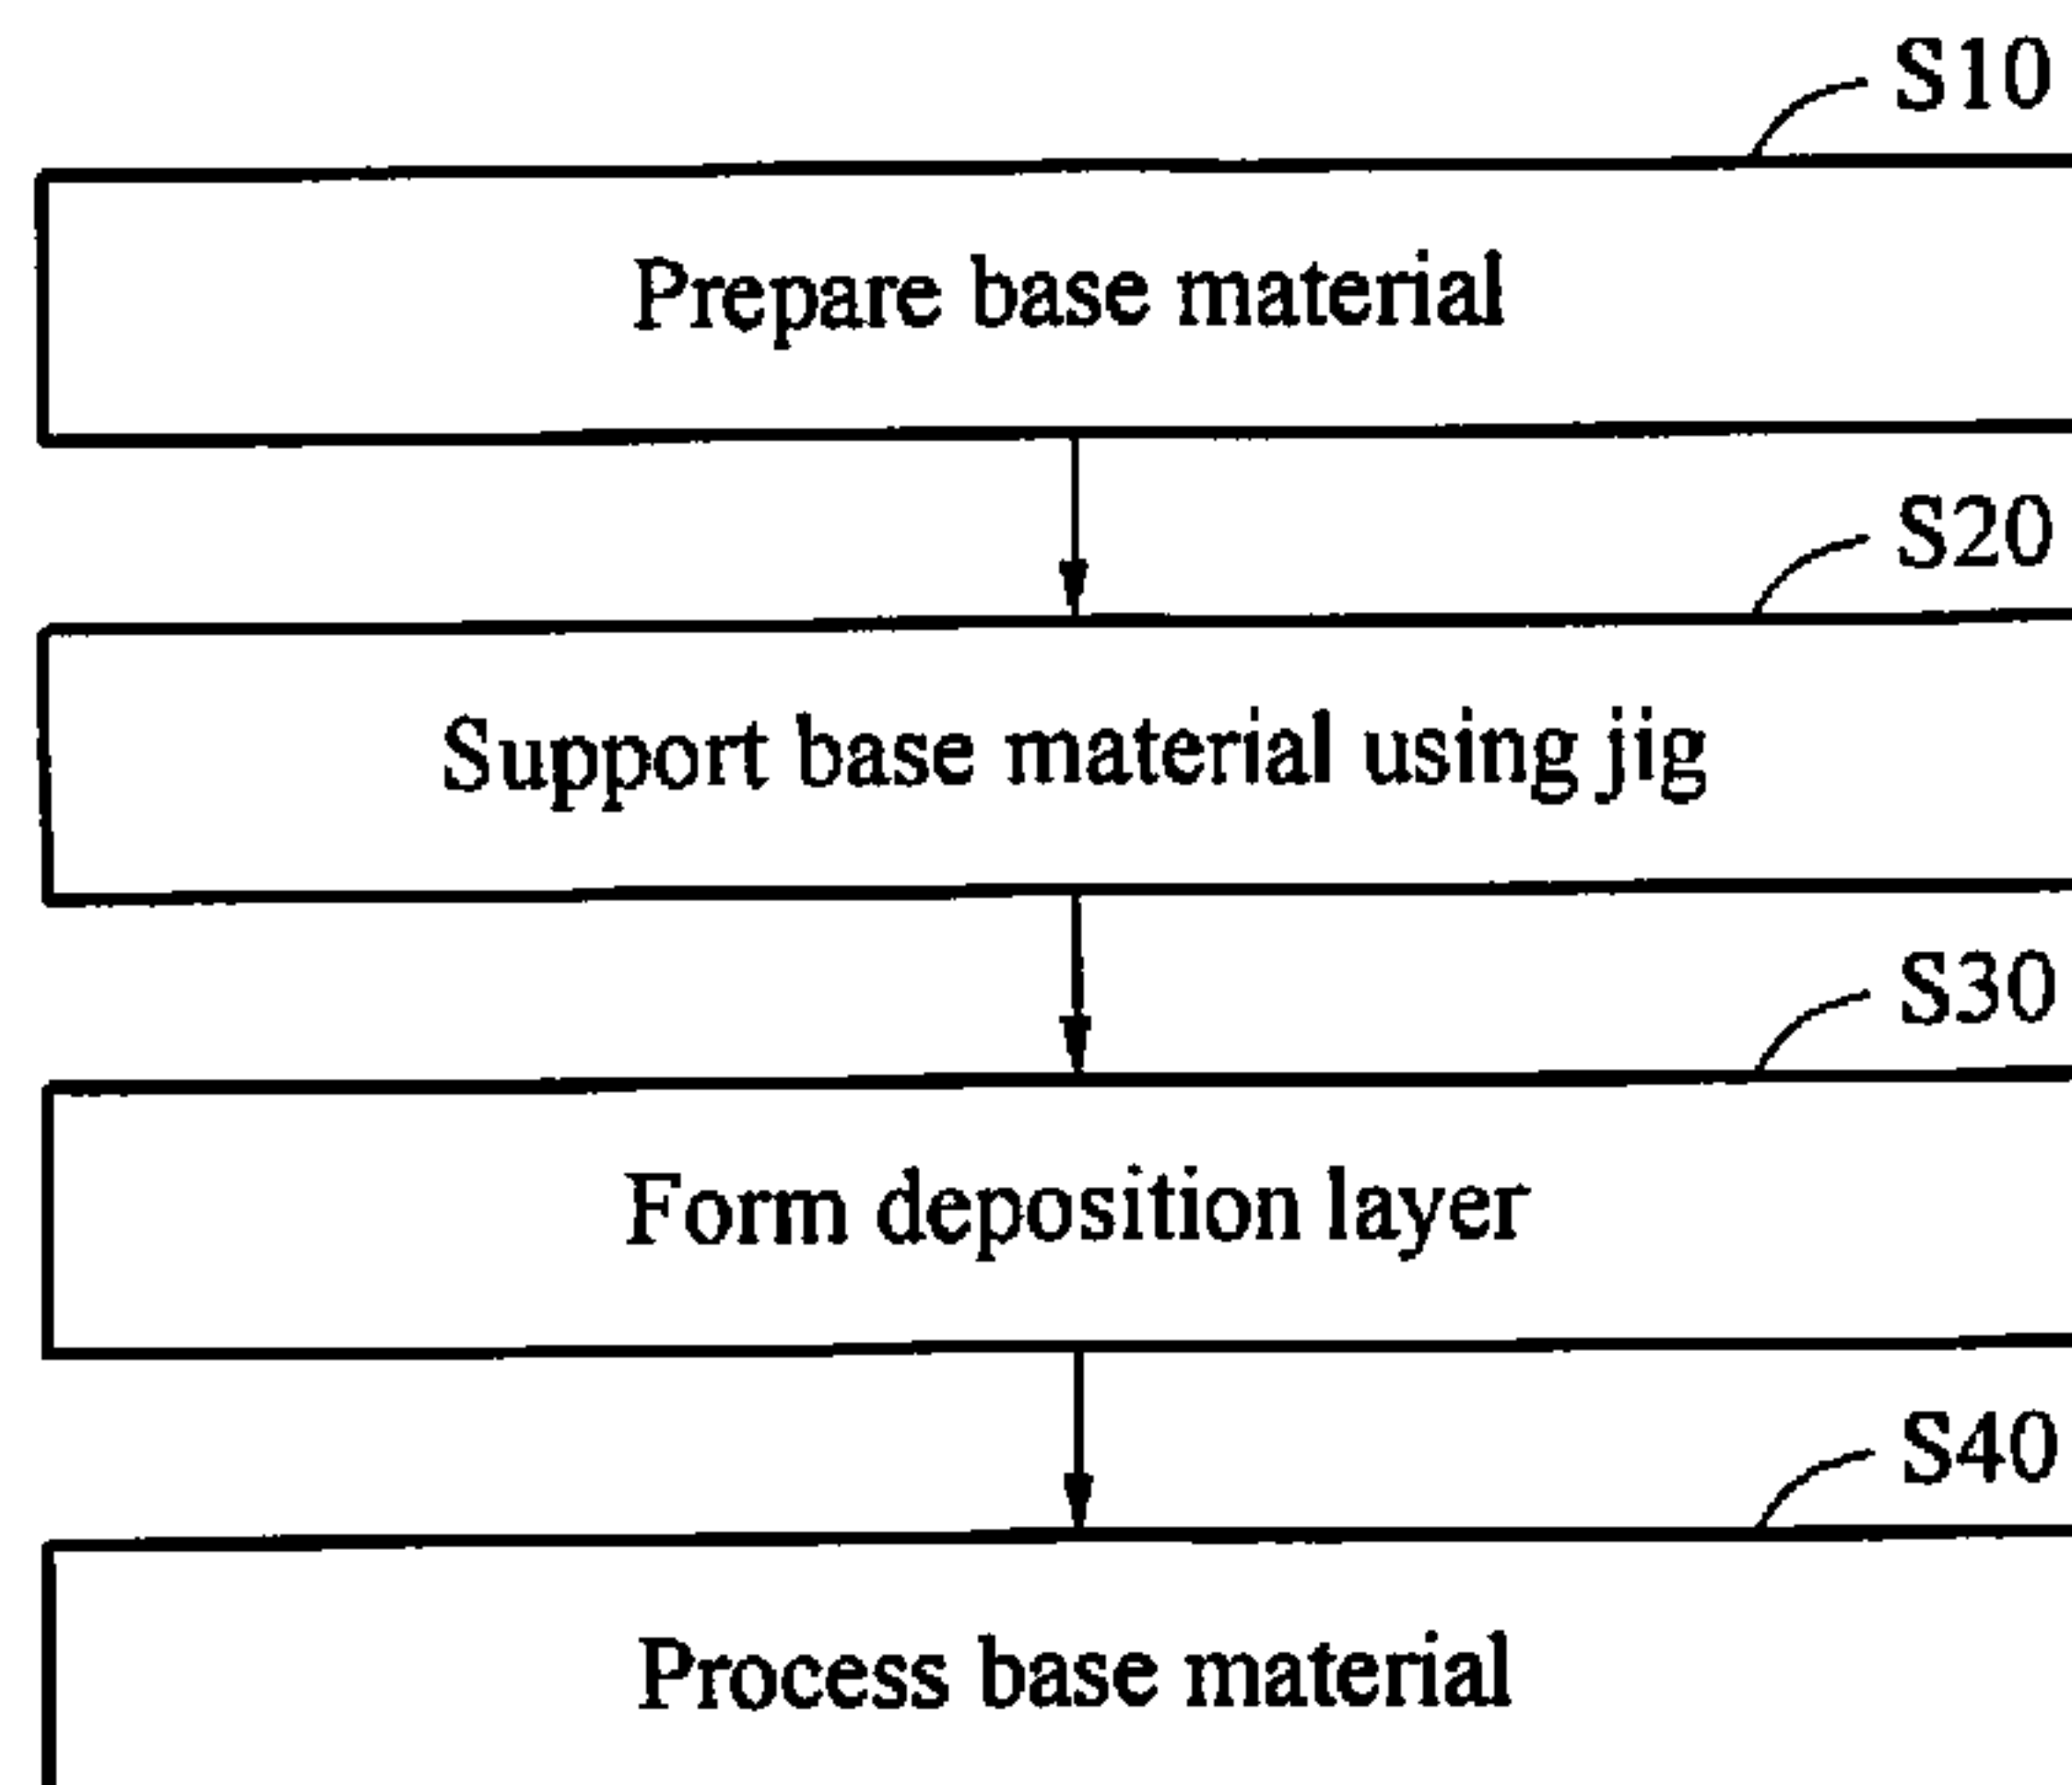 S10
Prepare base material
S20
Support base material using jig
S30
Form deposition layer
S40
Process base material